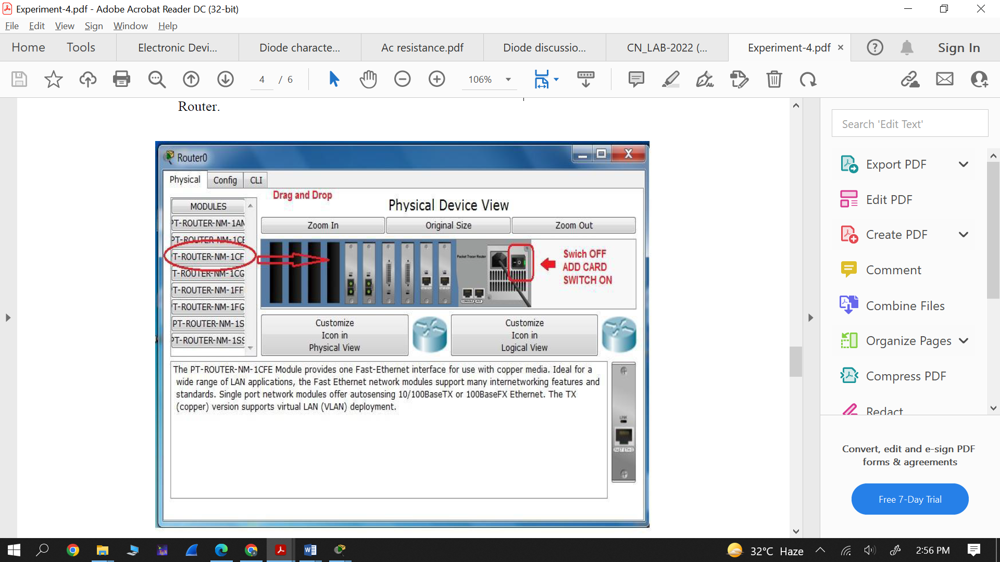 Experiment-4.pdf - Adobe Acrobat Reader DC (32-bit)
File Edit View Sign Window Help
Home Tools Electronic Devi... Diode characte... Ac resistance.pdf Diode discussio... CN_LAB-2022 (... Experiment-4.pdf × Sign In
4 / 6 106%
Router.
Router0
Physical Config CLI
Drag and Drop
Physical Device View
MODULES
PT-ROUTER-NM-1AM
PT-ROUTER-NM-1CE
T-ROUTER-NM-1CF
T-ROUTER-NM-1CG
T-ROUTER-NM-1FF
T-ROUTER-NM-1FG
PT-ROUTER-NM-1S
PT-ROUTER-NM-1SS
Zoom In Original Size Zoom Out
Packet Tracer Router
CONSOLE AUX
Swich OFF
ADD CARD
SWITCH ON
Customize
Icon in
Physical View
Customize
Icon in
Logical View
The PT-ROUTER-NM-1CFE Module provides one Fast-Ethernet interface for use with copper media. Ideal for a
wide range of LAN applications, the Fast Ethernet network modules support many internetworking features and
standards. Single port network modules offer autosensing 10/100BaseTX or 100BaseFX Ethernet. The TX
(copper) version supports virtual LAN (VLAN) deployment.
LINK
FAST ETH 0
Search 'Edit Text'
Export PDF
Edit PDF
Create PDF
Comment
Combine Files
Organize Pages
Compress PDF
Redact
Convert, edit and e-sign PDF
forms & agreements
Free 7-Day Trial
32°C Haze 2:56 PM